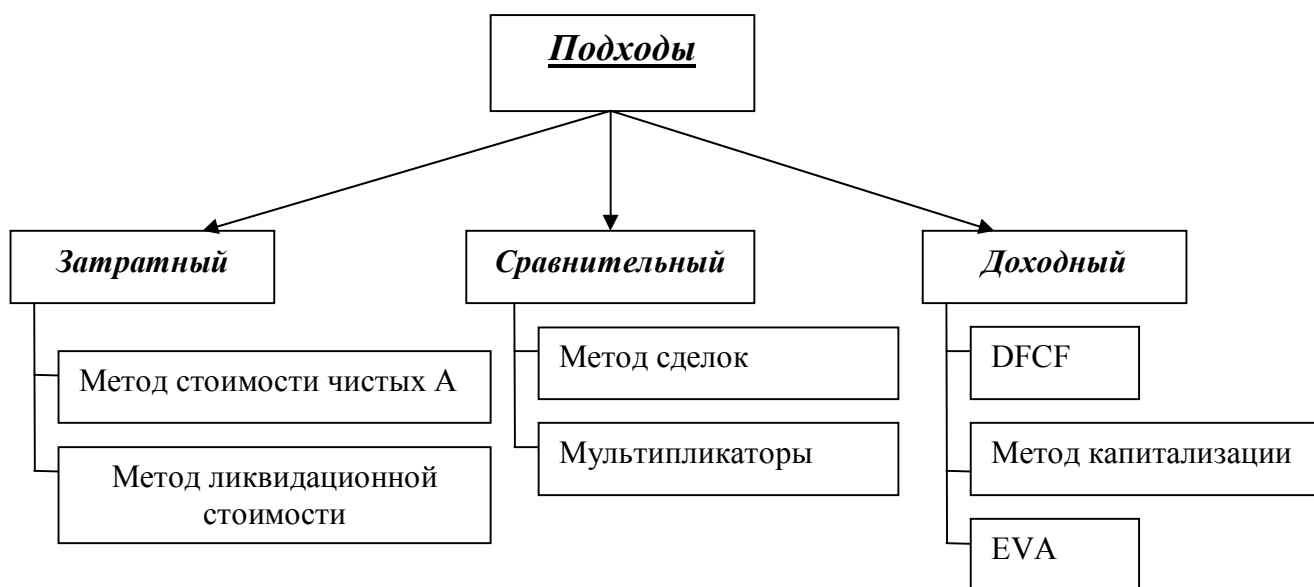 Подходы
Затратный
Метод стоимости чистых А
Метод ликвидационной
стоимости
Сравнительный
Метод сделок
Мультипликаторы
Доходный
DFCF
Метод капитализации
EVA